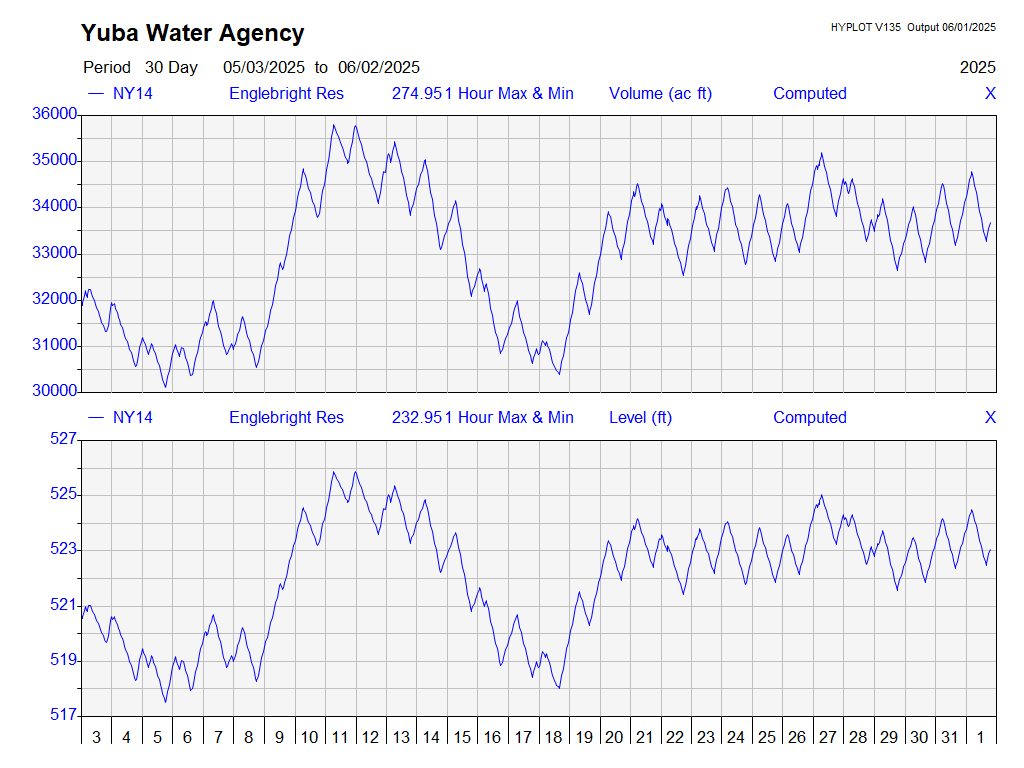 Yuba Water Agency
HYPLOT V135 Output 06/01/2025
Period 30 Day 05/03/2025 to 06/02/2025 2025
NY14 Englebright Res 274.951 Hour Max & Min Volume (ac ft) Computed X
36000
35000
34000
33000
32000
31000
30000
NY14 Englebright Res 232.951 Hour Max & Min Level (ft) Computed X
527
525
523
521
519
517
3 4 5 6 7 8 9 10 11 12 13 14 15 16 17 18 19 20 21 22 23 24 25 26 27 28 29 30 31 1